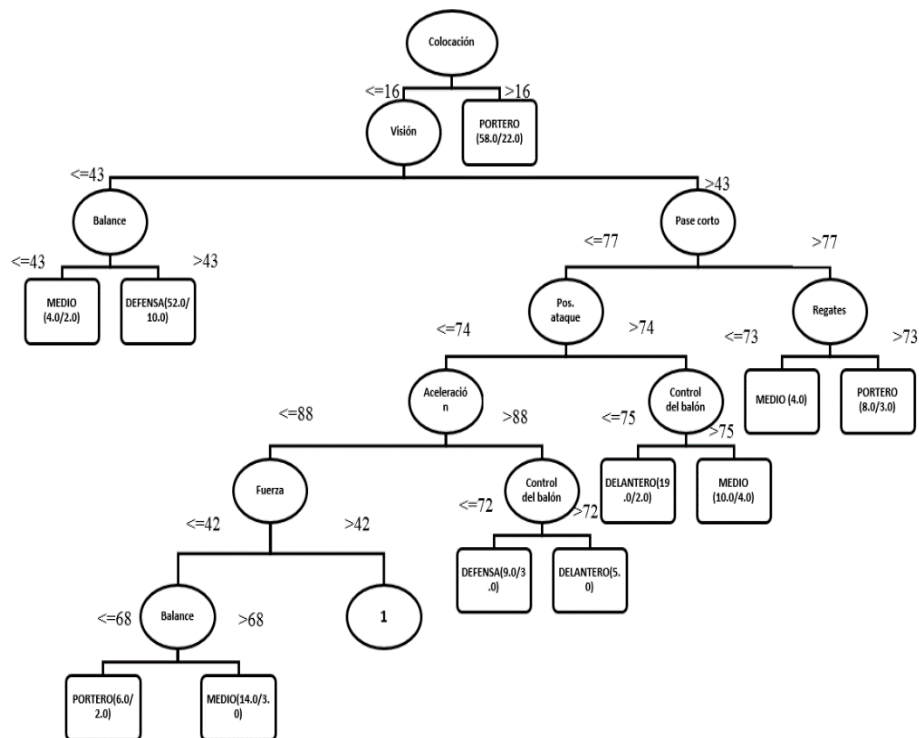 Colocación
<=16
>16
Visión
PORTERO
(58.0/22.0)
<=43
>43
Balance
Pase corto
<=43
>43
<=77
>77
MEDIO
(4.0/2.0)
DEFENSA(52.0/
10.0)
Pos.
ataque
Regates
<=74
>74
<=73
>73
Aceleració
n
Control
del balón
MEDIO (4.0)
PORTERO
(8.0/3.0)
<=88
>88
<=75
>75
Fuerza
Control
del balón
DELANTERO(19
.0/2.0)
MEDIO
(10.0/4.0)
<=42
>42
<=72
>72
DEFENSA(9.0/3
.0)
DELANTERO(5.
0)
<=68
Balance
>68
1
PORTERO(6.0/
2.0)
MEDIO(14.0/3.
0)